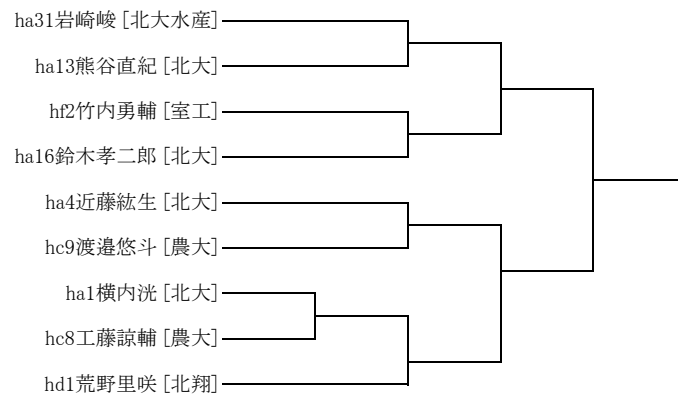 ha31岩崎峻 [北大水産]
ha13熊谷直紀 [北大]
hf2竹内勇輔 [室工]
ha16鈴木孝二郎 [北大]
ha4近藤紘生 [北大]
hc9渡邉悠斗 [農大]
ha1横内洸 [北大]
hc8工藤諒輔 [農大]
hd1荒野里咲 [北翔]